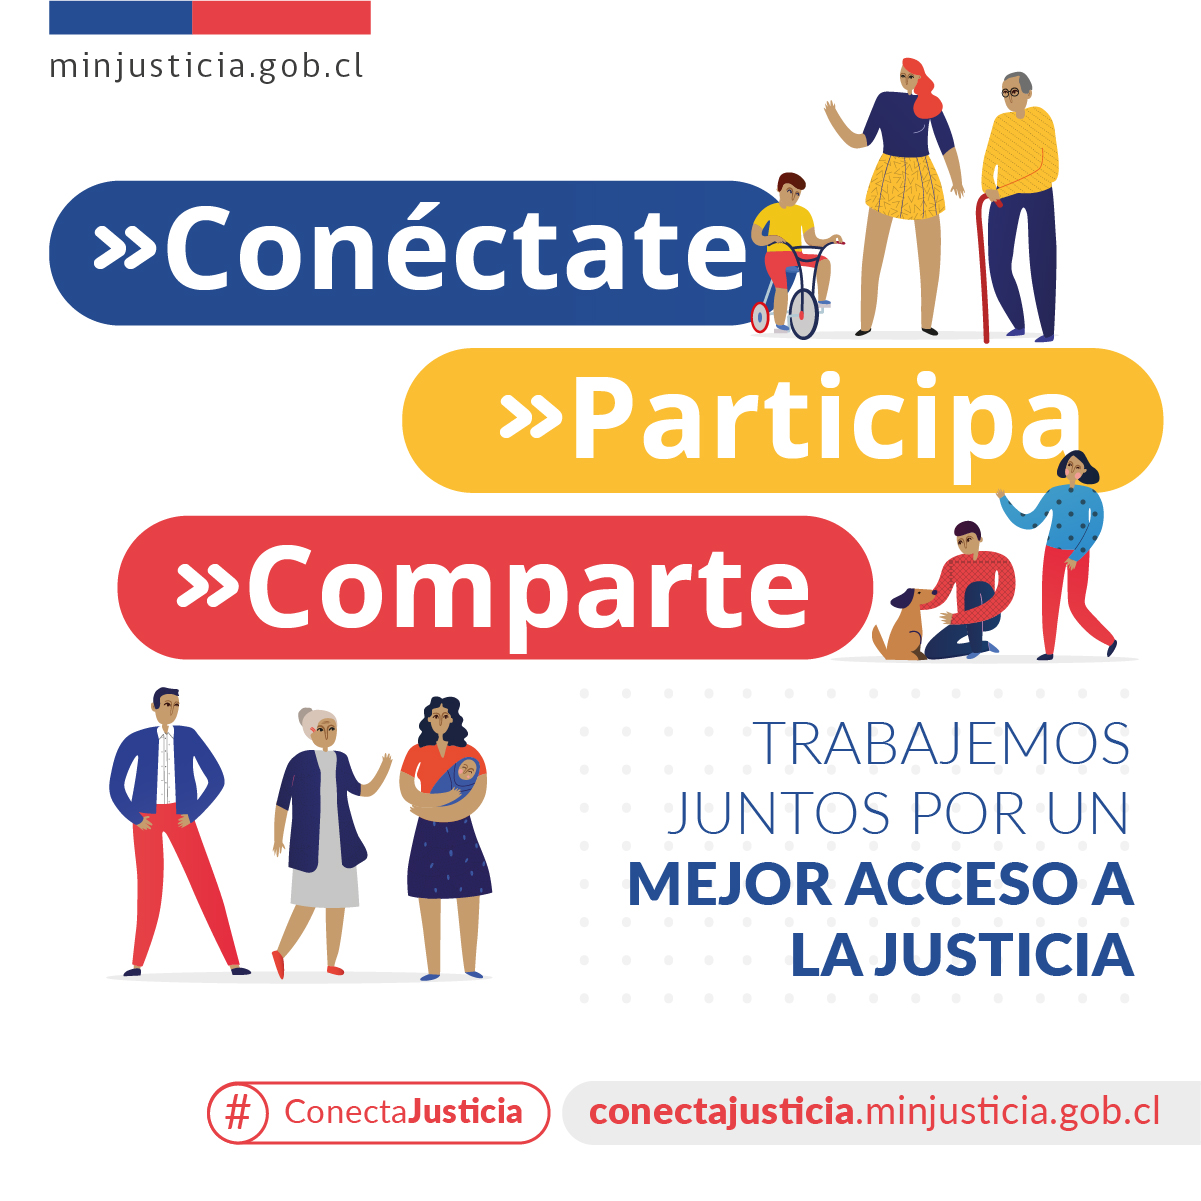 minjusticia.gob.cl
»Conéctate
»Participa
»Comparte
TRABAJEMOS
JUNTOS POR UN
MEJOR ACCESO A
LA JUSTICIA
# ConectaJusticia
conectajusticia.minjusticia.gob.cl